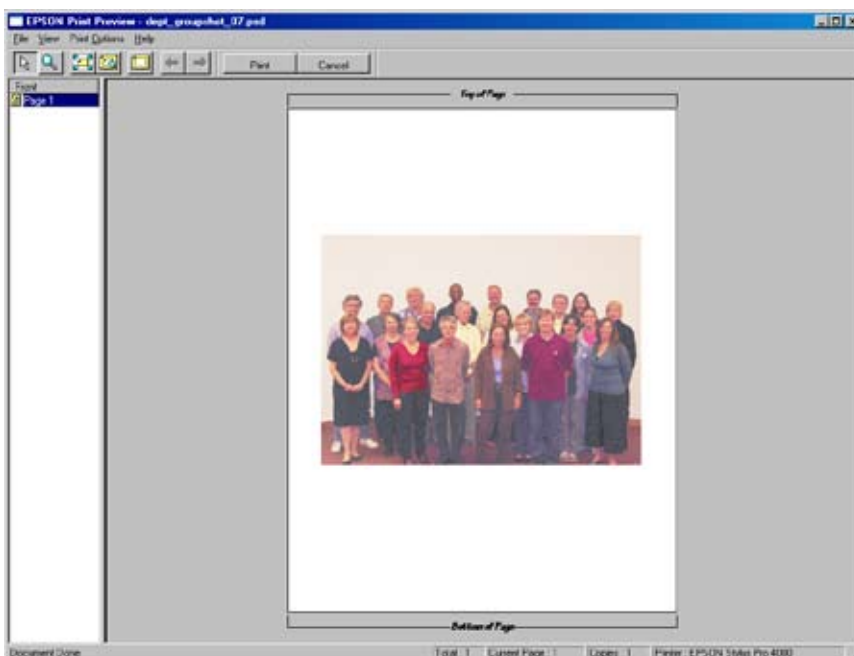 EPSON Print Preview - dept_groupshot_07.psd
File View Print Options Help
Print Cancel
Front
Page 1
Top of Page
Bottom of Page
Document Done Total : 1 Current Page : 1 Copies : 1 Printer : EPSON Stylus Pro 4000